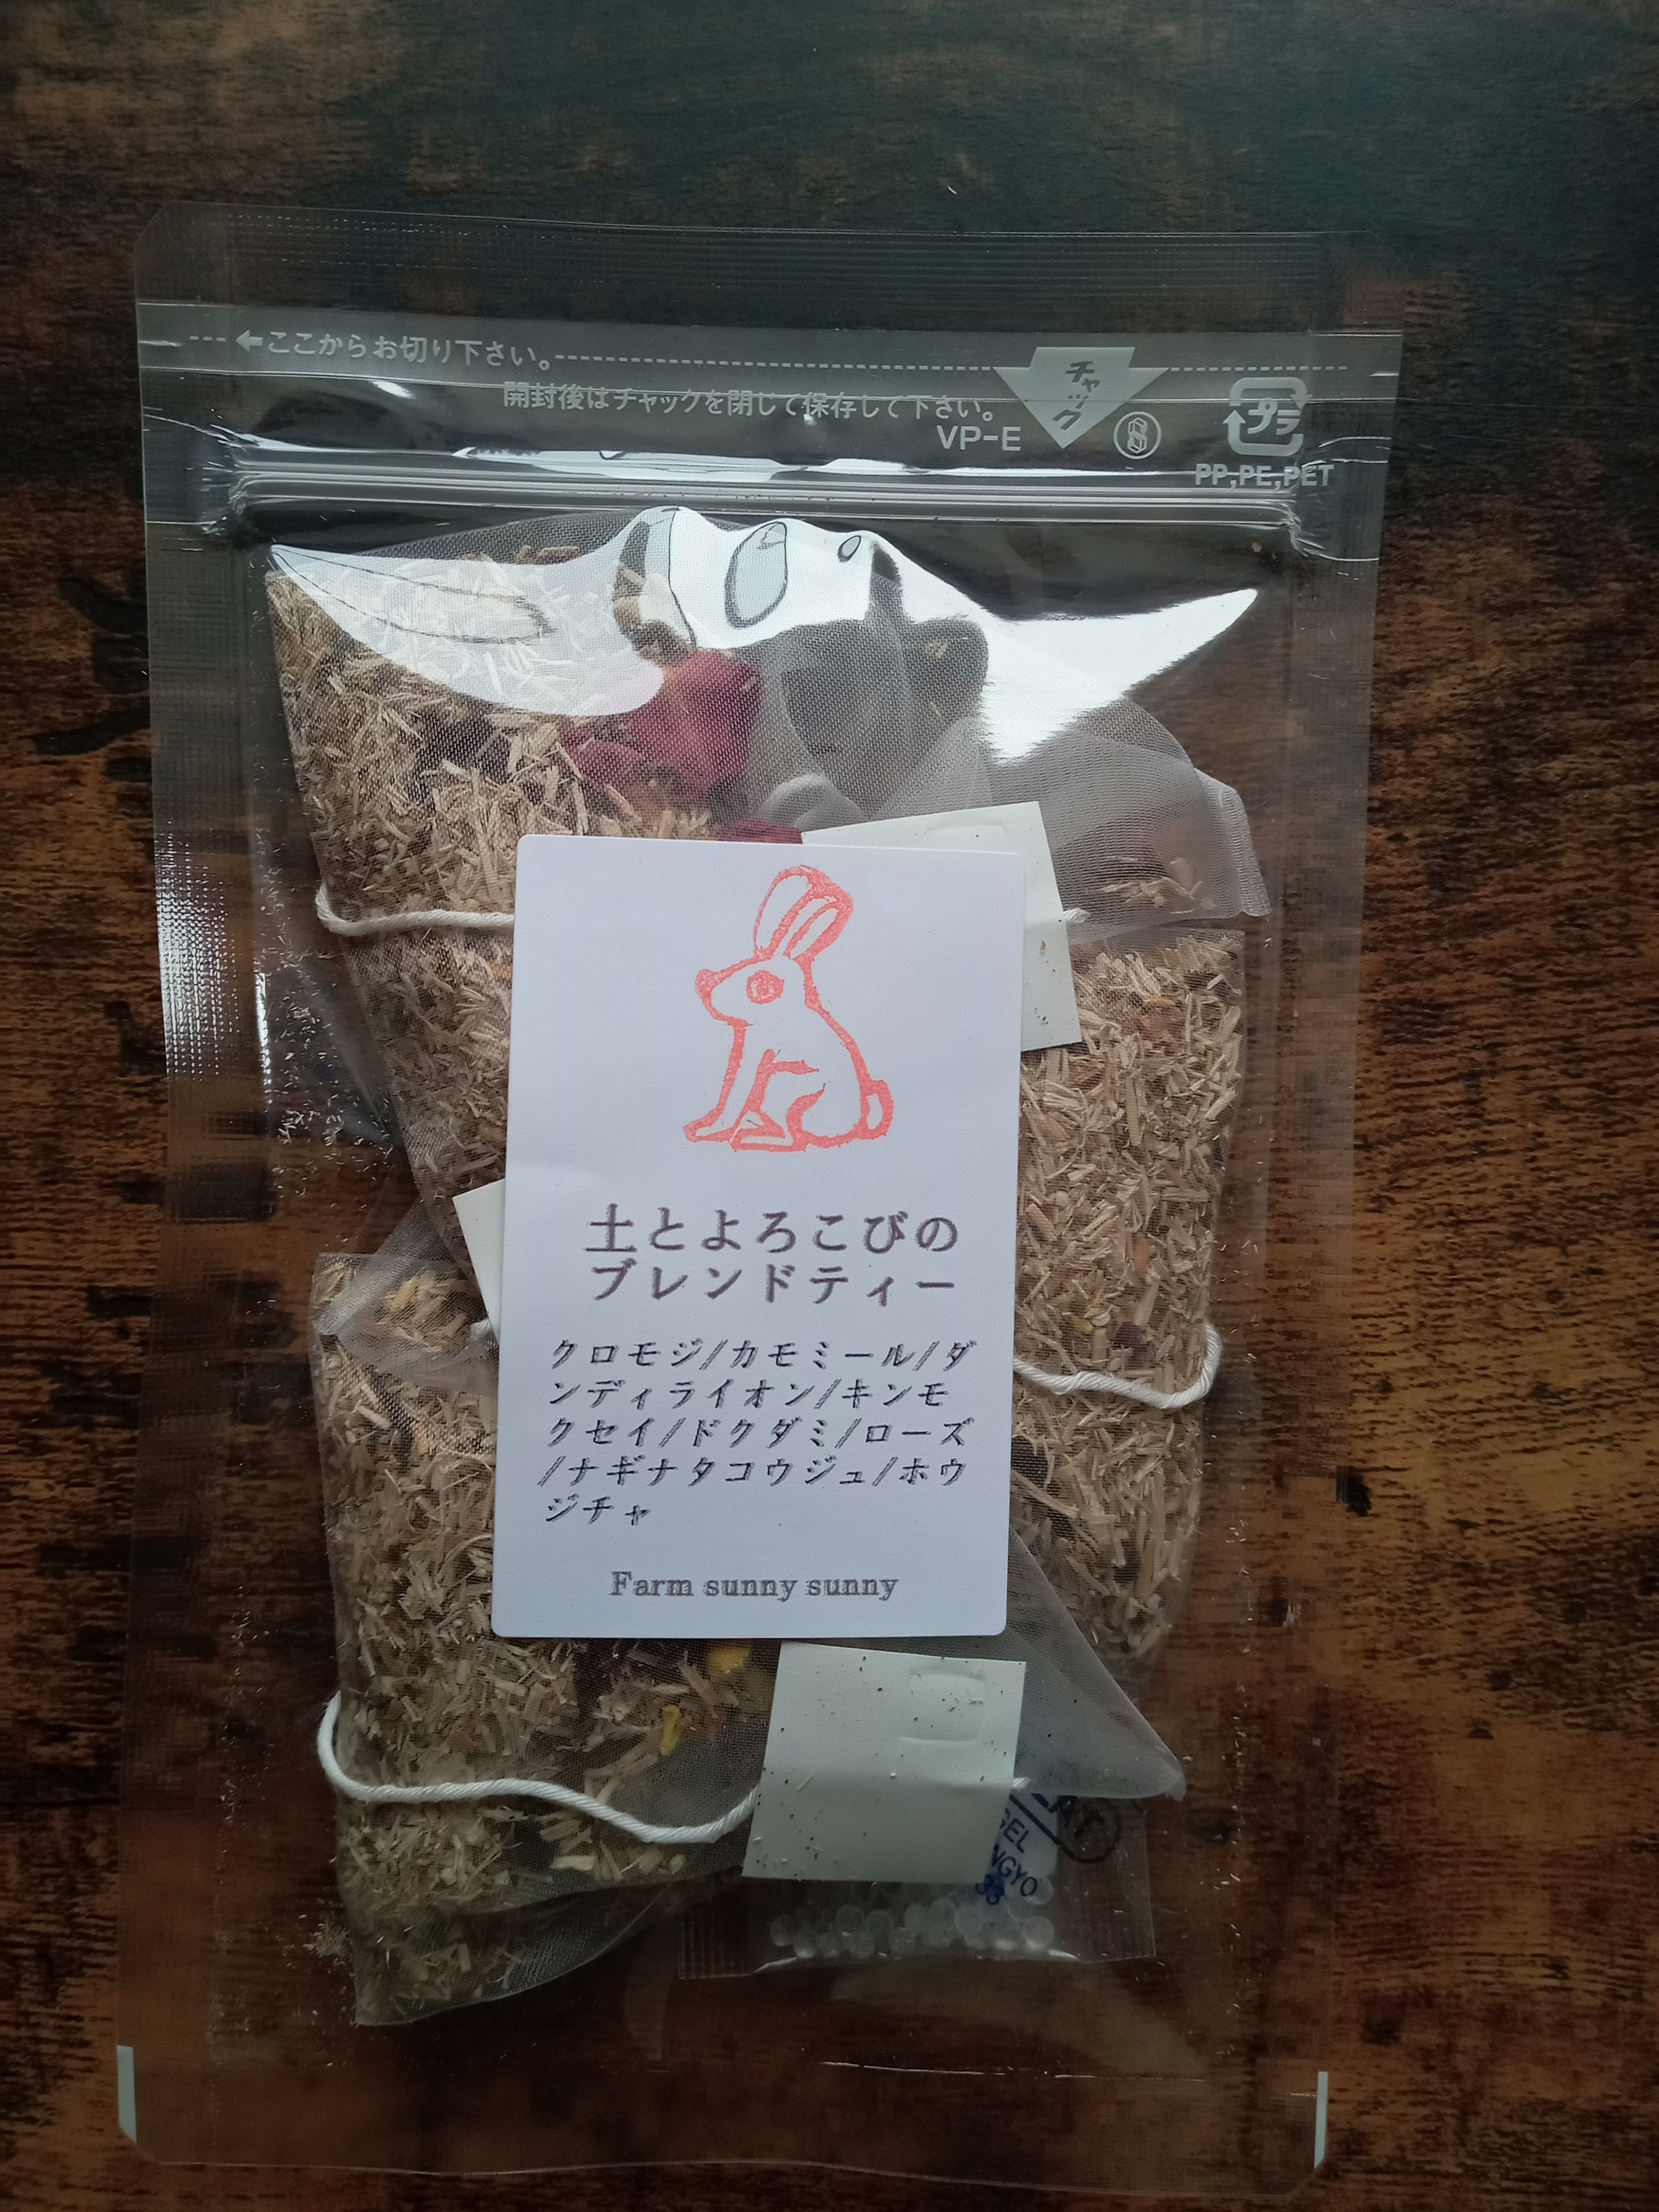 ←ここからお切り下さい。
開封後はチャックを閉じて保存して下さい。
チャック
VP-E
プラ
PP,PE,PET
土とよろこびの
ブレンドティー
クロモジ/カモミール/ダ
ンディライオン/キンモ
クセイ/ドクダミ/ローズ
/ナギナタコウジュ/ホウ
ジチャ
Farm sunny sunny